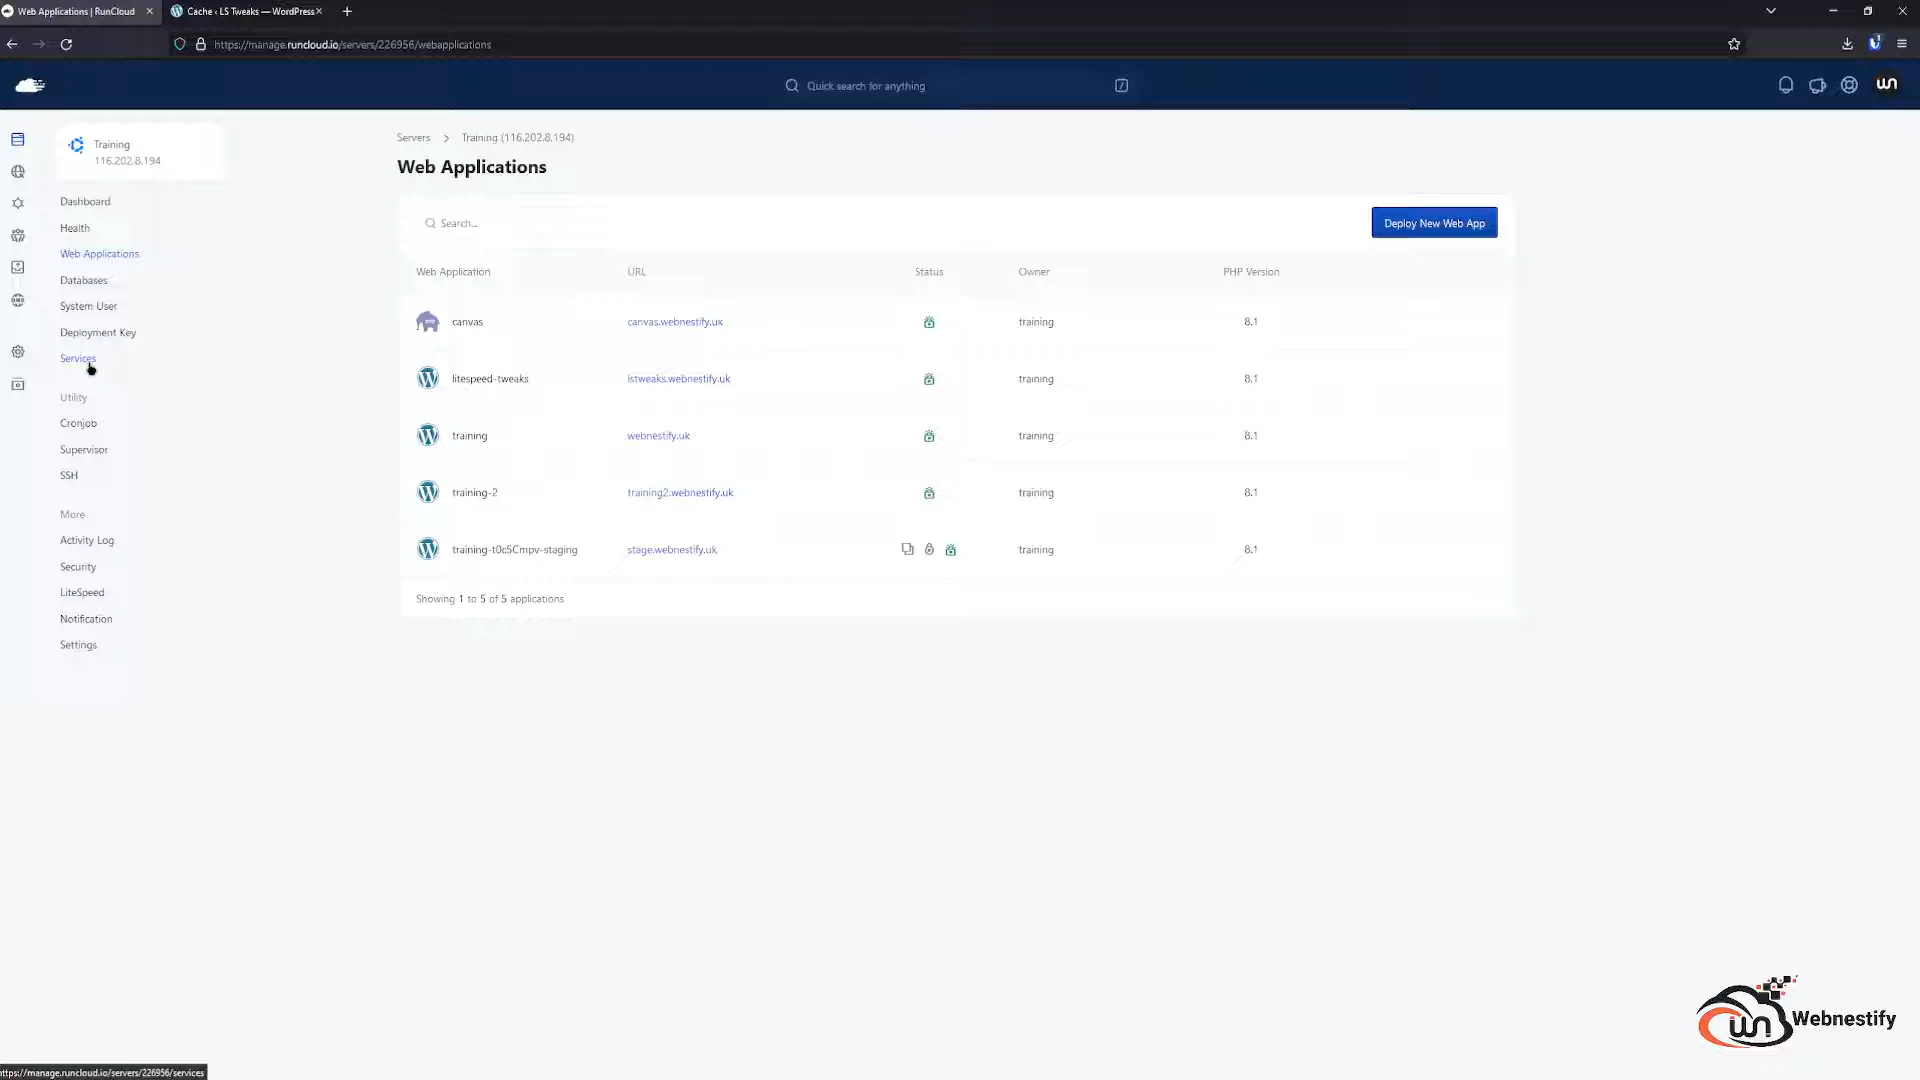 Web Applications | RunCloud
Cache ‹ LS Tweaks — WordPress
https://manage.runcloud.io/servers/226956/webapplications
1
Quick search for anything
/
wn
Training
116.202.8.194
Dashboard
Health
Web Applications
Databases
System User
Deployment Key
Services
Utility
Cronjob
Supervisor
SSH
More
Activity Log
Security
LiteSpeed
Notification
Settings
Servers > Training (116.202.8.194)
Web Applications
Search...
Deploy New Web App
Web Application URL Status Owner PHP Version
canvas canvas.webnestify.uk training 8.1
litespeed-tweaks lstweaks.webnestify.uk training 8.1
training webnestify.uk training 8.1
training-2 training2.webnestify.uk training 8.1
training-t0c5Cmpv-staging stage.webnestify.uk training 8.1
Showing 1 to 5 of 5 applications
wn Webnestify
https://manage.runcloud.io/servers/226956/services